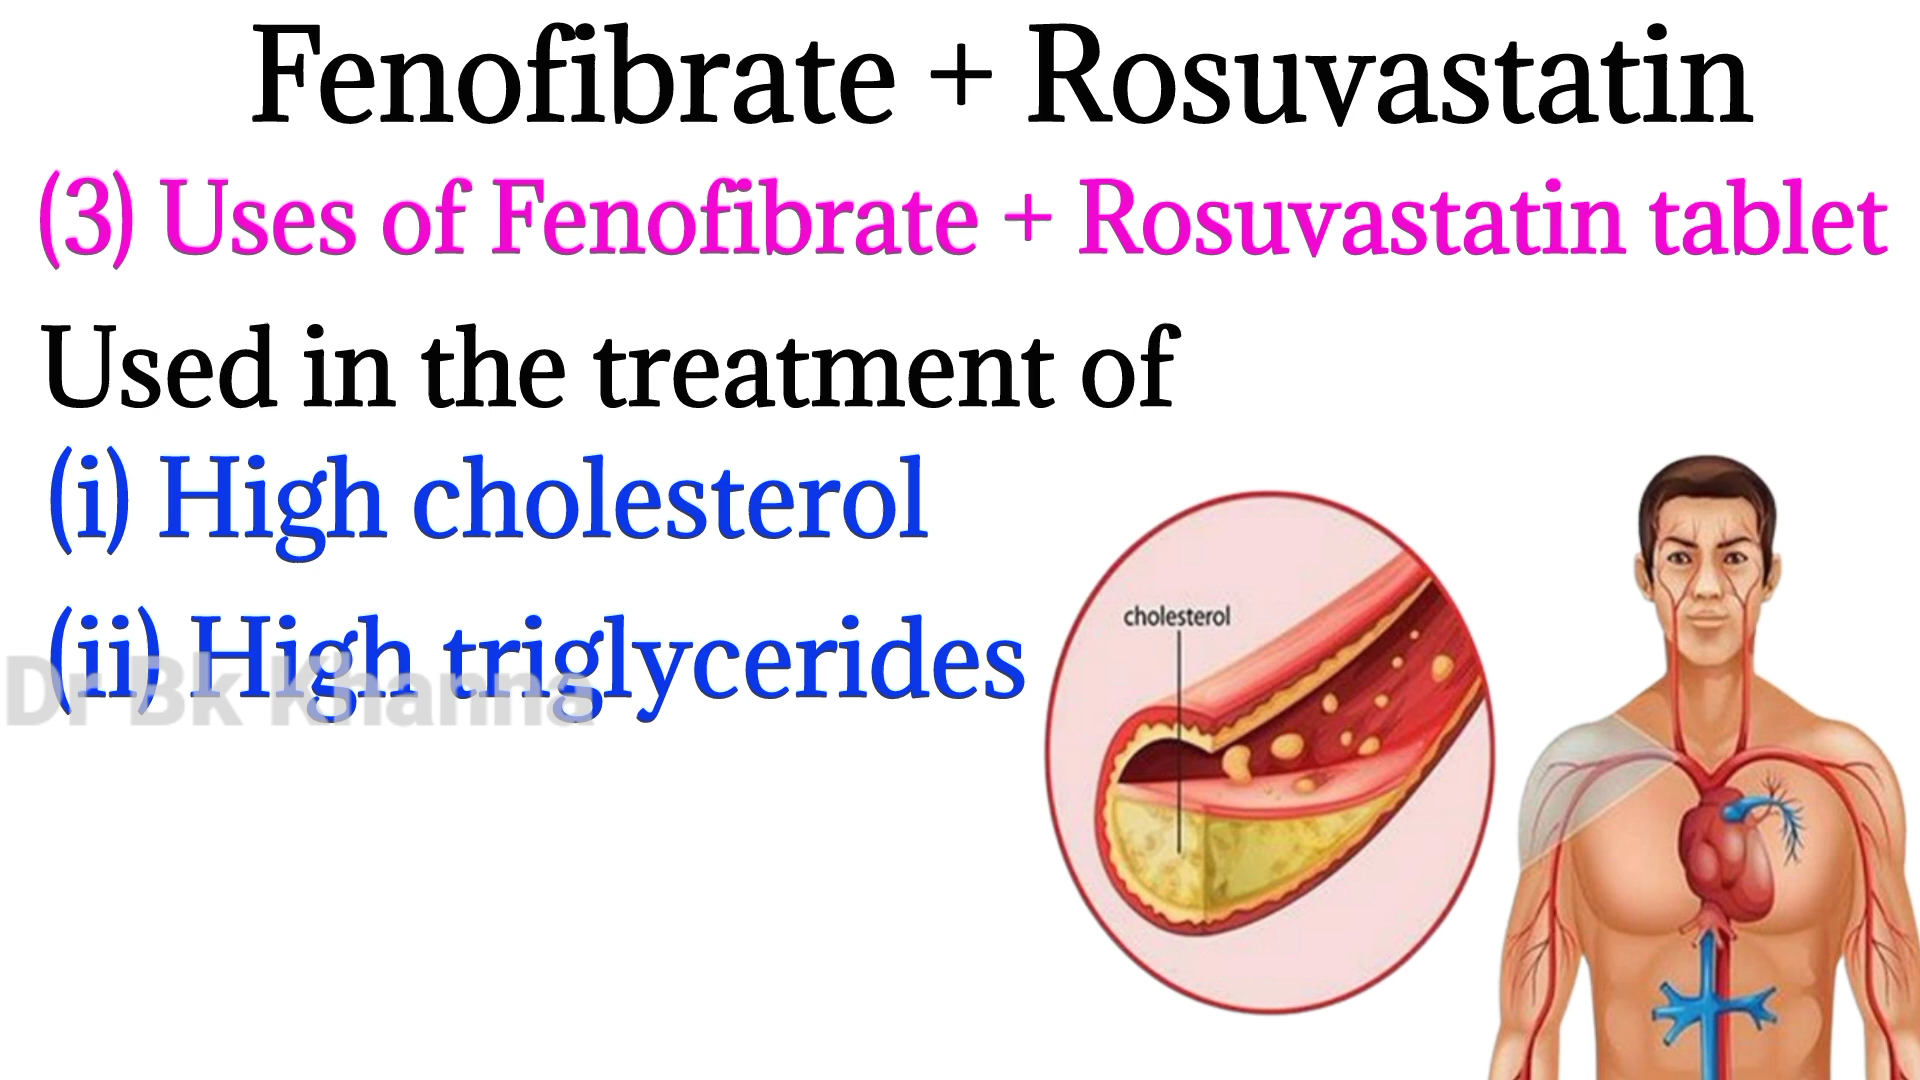 Fenofibrate + Rosuvastatin
(3) Uses of Fenofibrate + Rosuvastatin tablet
Used in the treatment of
(i) High cholesterol
cholesterol
(ii) High triglycerides
Dr Bk Khanna